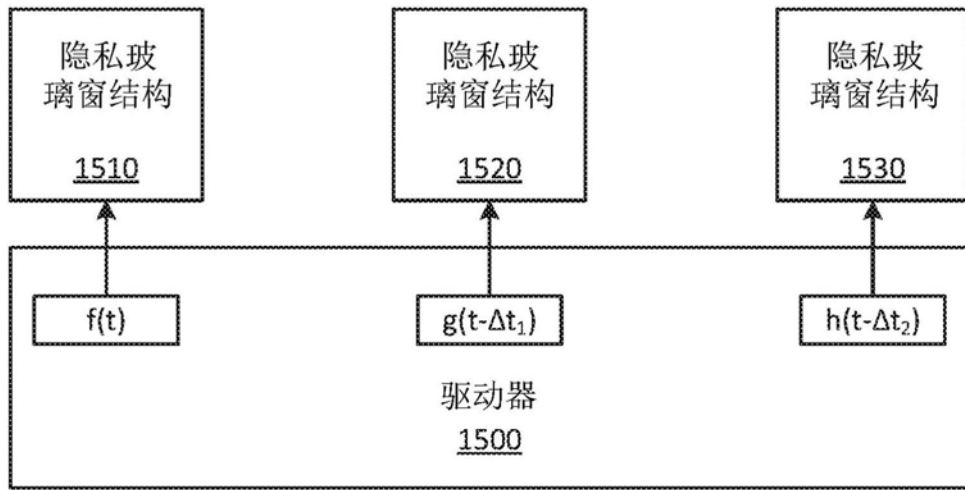 隐私玻
璃窗结构
1510
隐私玻
璃窗结构
1520
隐私玻
璃窗结构
1530
f(t)
g(t-Δt₁)
h(t-Δt₂)
驱动器
1500